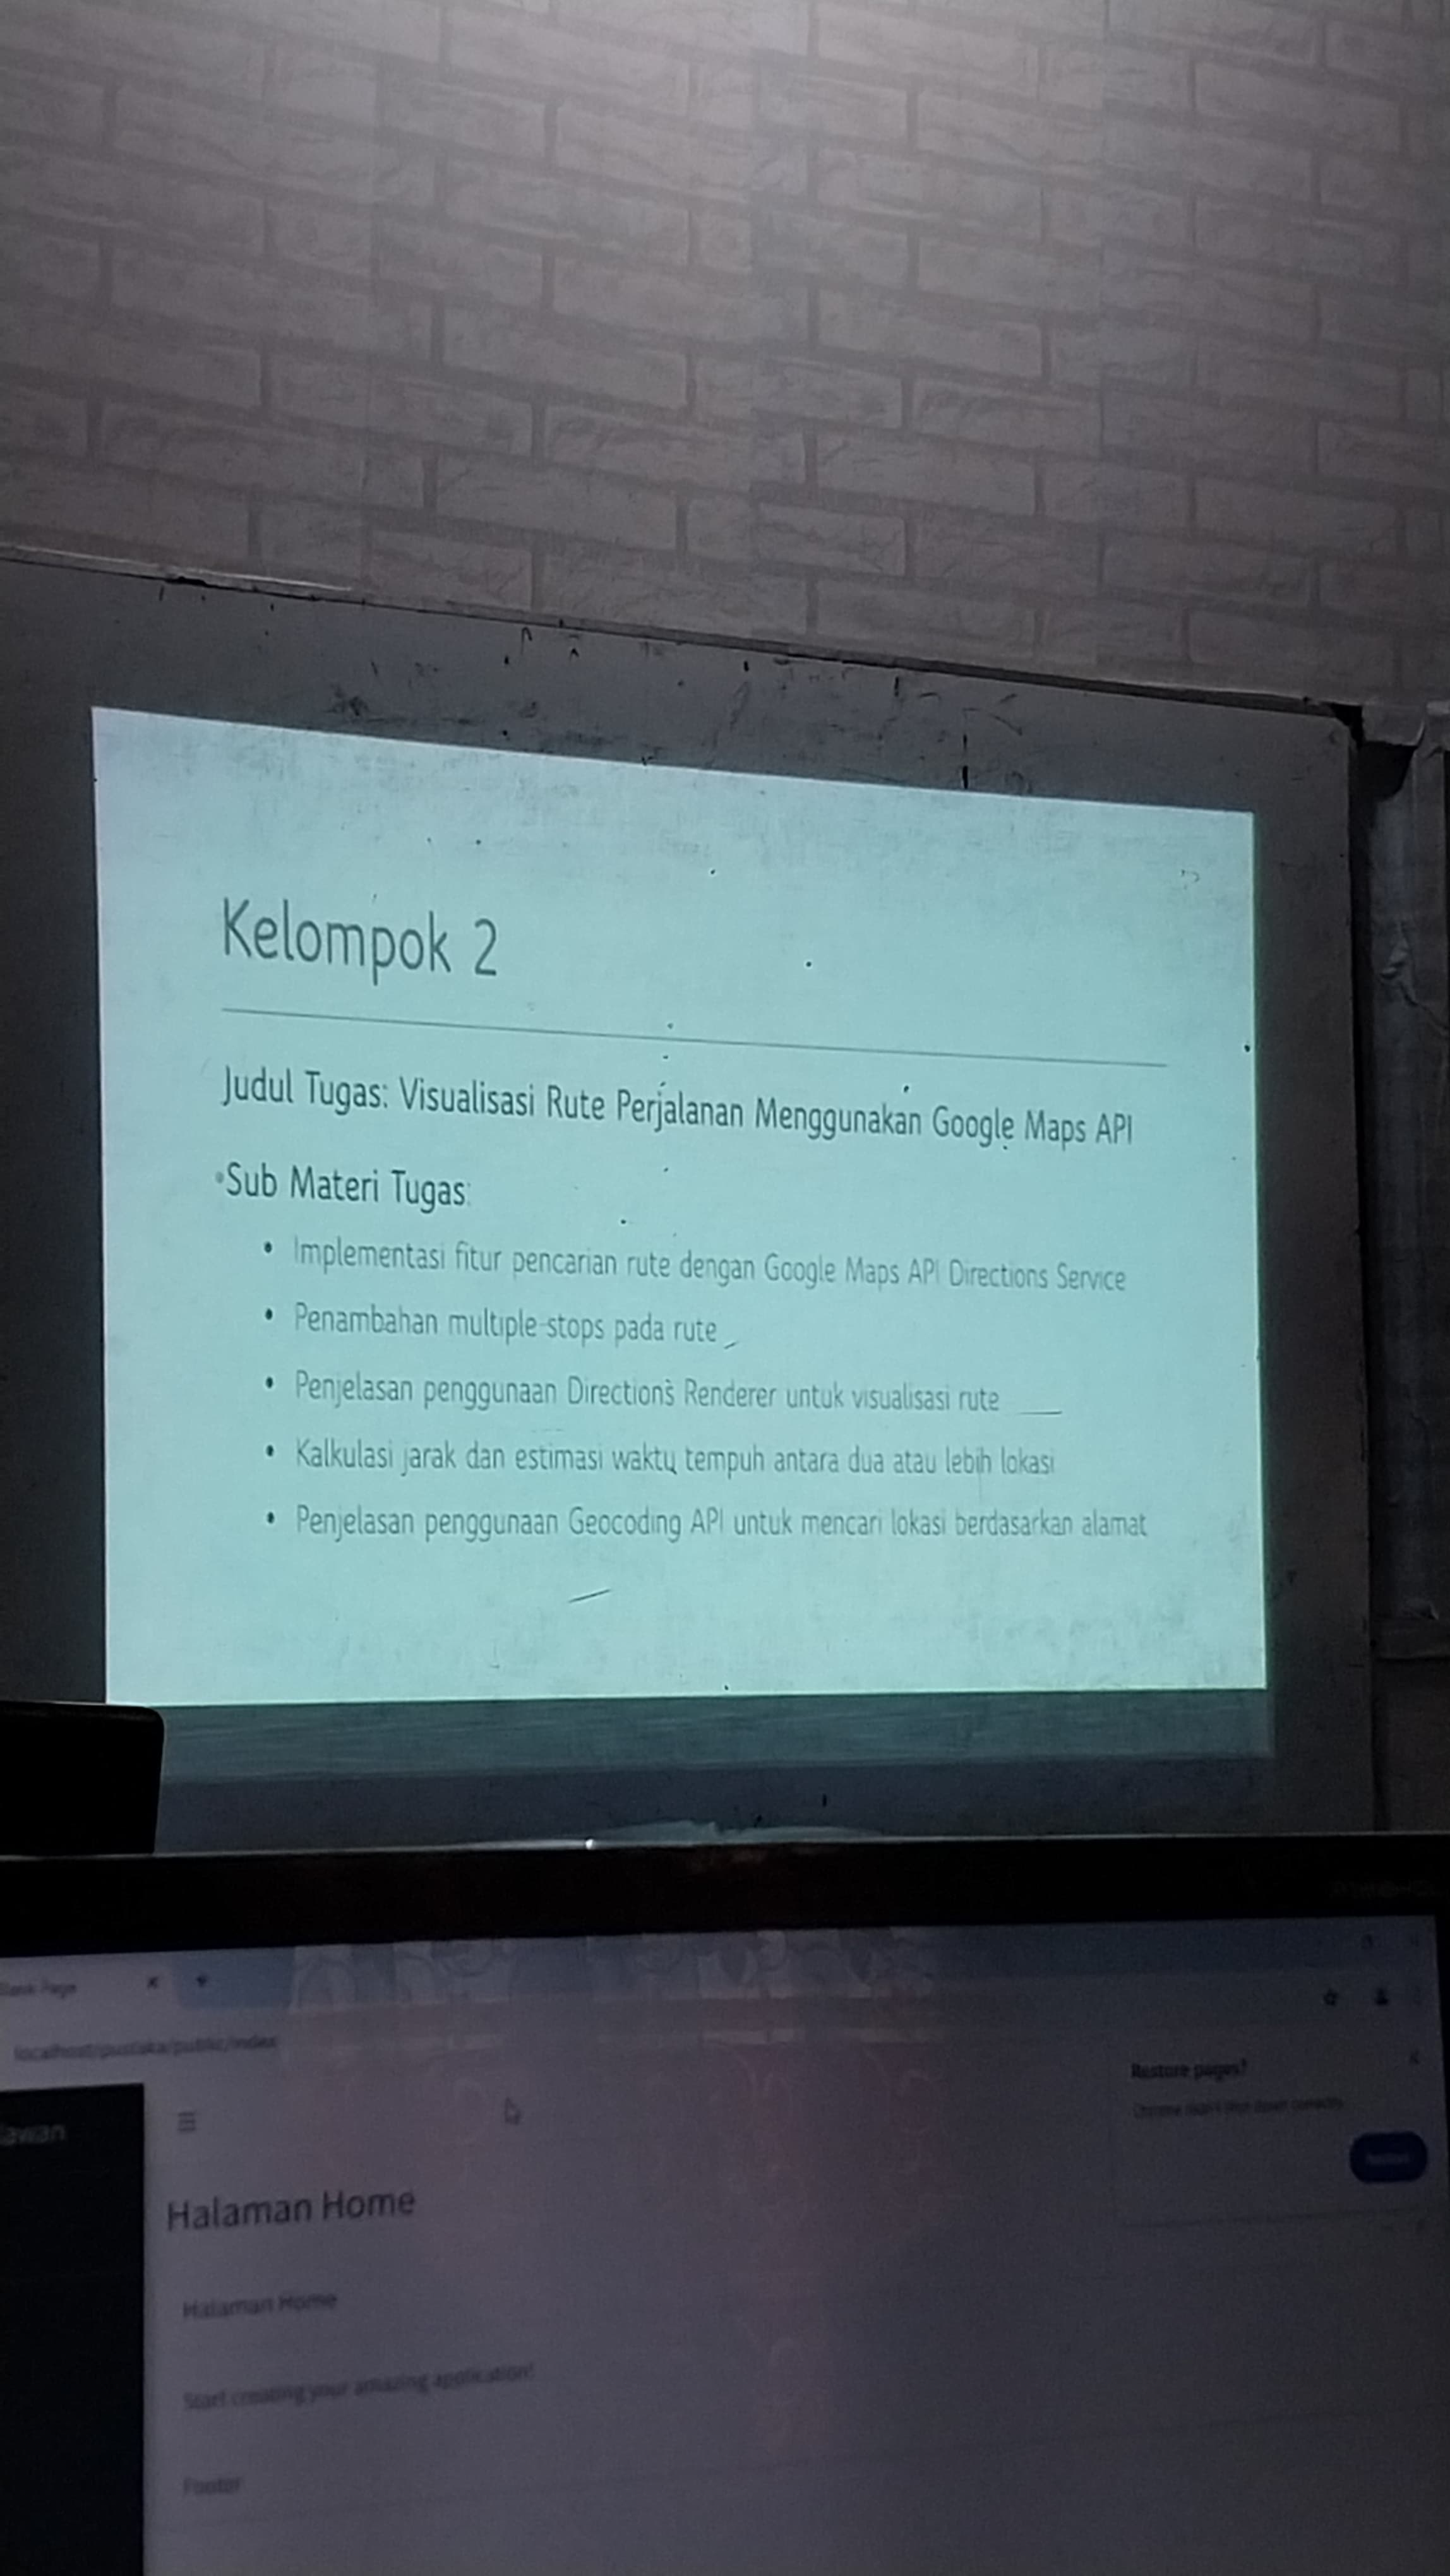 Kelompok 2
Judul Tugas: Visualisasi Rute Perjalanan Menggunakan Google Maps API
•Sub Materi Tugas:
• Implementasi fitur pencarian rute dengan Google Maps API Directions Service
• Penambahan multiple-stops pada rute
• Penjelasan penggunaan Directions Renderer untuk visualisasi rute
• Kalkulasi jarak dan estimasi waktu tempuh antara dua atau lebih lokasi
• Penjelasan penggunaan Geocoding API untuk mencari lokasi berdasarkan alamat
Page
localhost/pustaka/public/index
Restore pages?
awan
Halaman Home
Halaman Home
Start creating your amazing application!
Footer